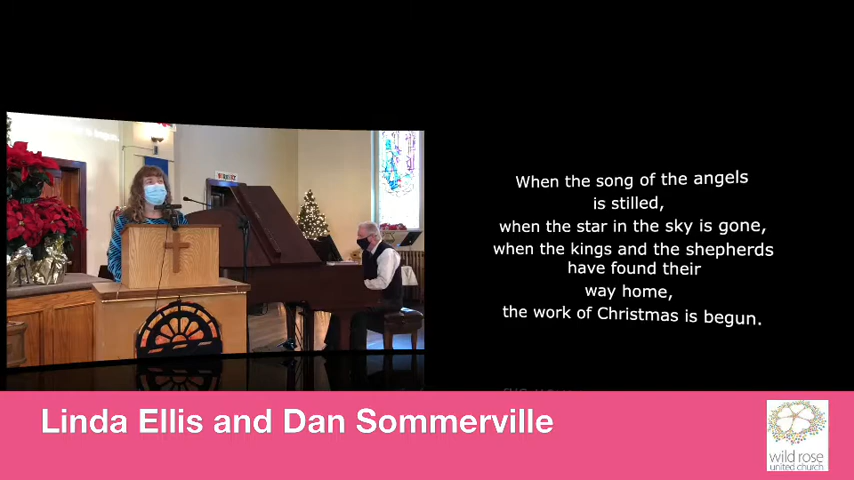 When the song of the angels
is stilled,
when the star in the sky is gone,
when the kings and the shepherds
have found their
way home,
the work of Christmas is begun.
Linda Ellis and Dan Sommerville
wild rose
united church